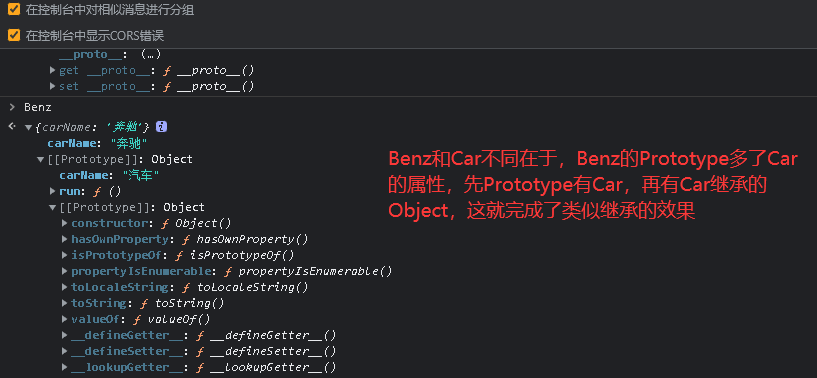 在控制台中对相似消息进行分组
在控制台中显示CORS错误
__proto__: (…)
get __proto__: ƒ __proto__()
set __proto__: ƒ __proto__()
Benz
{carName: '奔驰'}
carName: "奔驰"
[[Prototype]]: Object
carName: "汽车"
run: ƒ ()
[[Prototype]]: Object
constructor: ƒ Object()
hasOwnProperty: ƒ hasOwnProperty()
isPrototypeOf: ƒ isPrototypeOf()
propertyIsEnumerable: ƒ propertyIsEnumerable()
toLocaleString: ƒ toLocaleString()
toString: ƒ toString()
valueOf: ƒ valueOf()
__defineGetter__: ƒ __defineGetter__()
__defineSetter__: ƒ __defineSetter__()
__lookupGetter__: ƒ __lookupGetter__()
Benz和Car不同在于，Benz的Prototype多了Car
的属性，先Prototype有Car，再有Car继承的
Object，这就完成了类似继承的效果